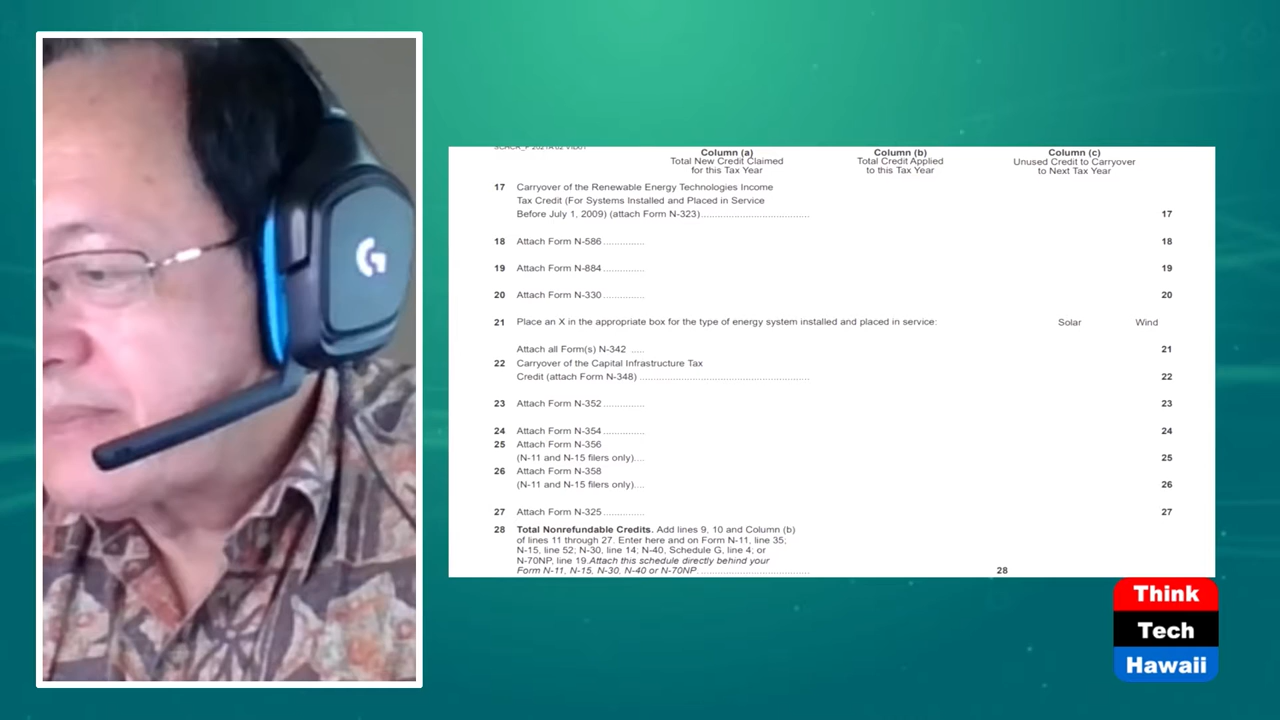 SCHCR_F 2021A 02 VID01
Column (a) Column (b) Column (c)
Total New Credit Claimed Total Credit Applied Unused Credit to Carryover
for this Tax Year to this Tax Year to Next Tax Year
17 Carryover of the Renewable Energy Technologies Income
Tax Credit (For Systems Installed and Placed in Service
Before July 1, 2009) (attach Form N-323)....................................... 17
18 Attach Form N-586............... 18
19 Attach Form N-884............... 19
20 Attach Form N-330............... 20
21 Place an X in the appropriate box for the type of energy system installed and placed in service: Solar Wind
Attach all Form(s) N-342 ..... 21
22 Carryover of the Capital Infrastructure Tax
Credit (attach Form N-348) ............................................................. 22
23 Attach Form N-352............... 23
24 Attach Form N-354............... 24
25 Attach Form N-356
(N-11 and N-15 filers only).... 25
26 Attach Form N-358
(N-11 and N-15 filers only).... 26
27 Attach Form N-325............... 27
28 Total Nonrefundable Credits. Add lines 9, 10 and Column (b)
of lines 11 through 27. Enter here and on Form N-11, line 35;
N-15, line 52; N-30, line 14; N-40, Schedule G, line 4; or
N-70NP, line 19.Attach this schedule directly behind your
Form N-11, N-15, N-30, N-40 or N-70NP. ....................................... 28
Think
Tech
Hawaii